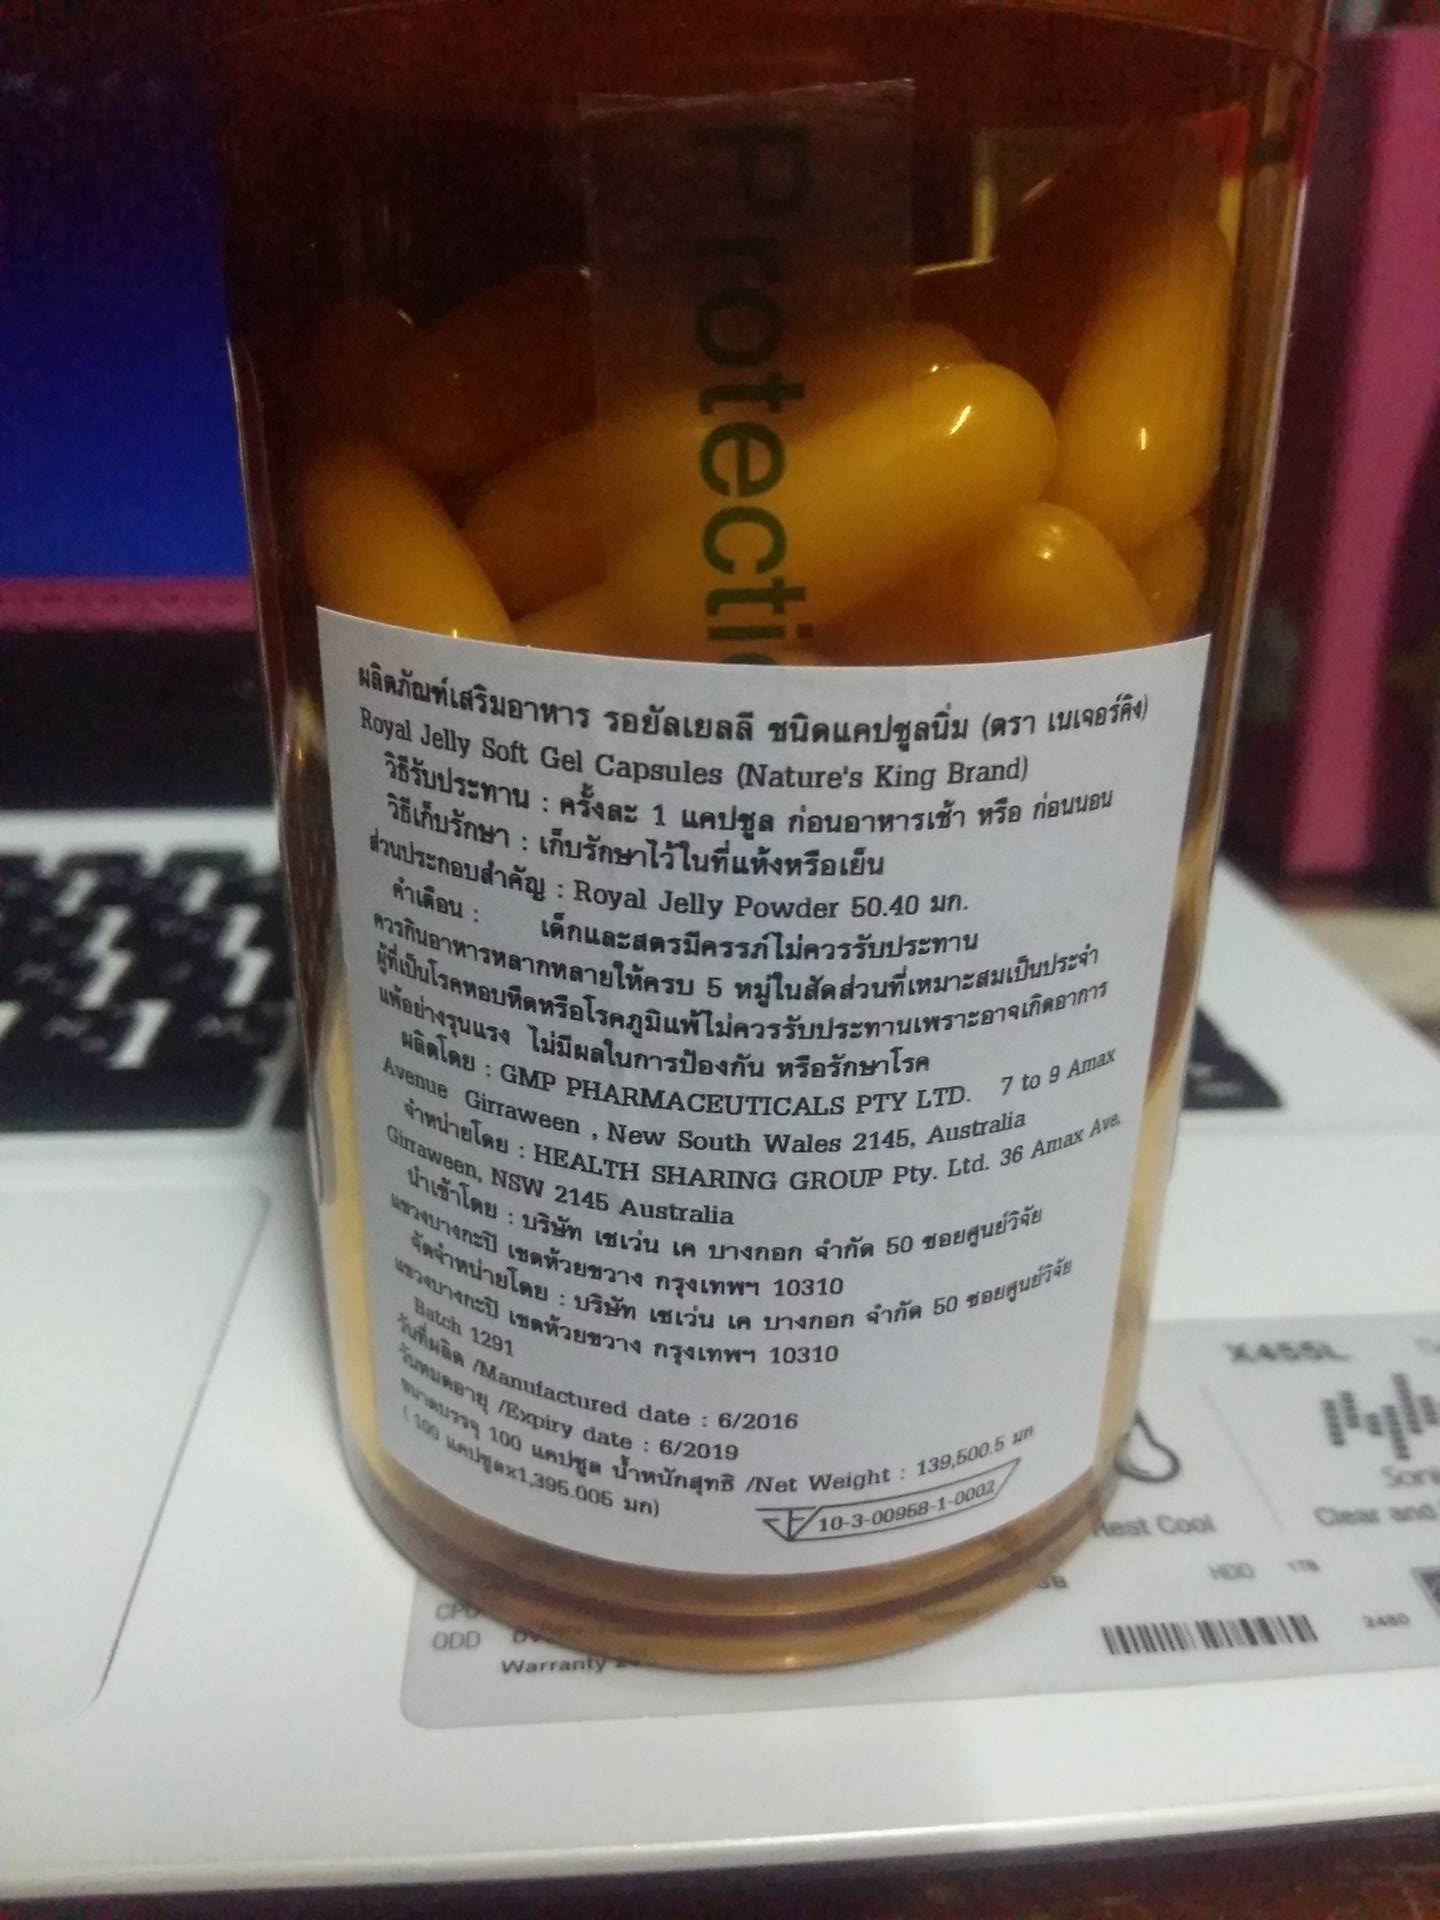 Protecti
ผลิตภัณฑ์เสริมอาหาร รอยัลเยลลี ชนิดแคปซูลนิ่ม (ตรา เนเจอร์คิง)
Royal Jelly Soft Gel Capsules (Nature's King Brand)
วิธีรับประทาน : ครั้งละ 1 แคปซูล ก่อนอาหารเช้า หรือ ก่อนนอน
วิธีเก็บรักษา : เก็บรักษาไว้ในที่แห้งหรือเย็น
ส่วนประกอบสำคัญ : Royal Jelly Powder 50.40 มก.
คำเตือน : เด็กและสตรมีครรภ์ไม่ควรรับประทาน
ควรกินอาหารหลากหลายให้ครบ 5 หมู่ในสัดส่วนที่เหมาะสมเป็นประจำ
ผู้ที่เป็นโรคหอบหืดหรือโรคภูมิแพ้ไม่ควรรับประทานเพราะอาจเกิดอาการ
แพ้อย่างรุนแรง ไม่มีผลในการป้องกัน หรือรักษาโรค
ผลิตโดย : GMP PHARMACEUTICALS PTY LTD. 7 to 9 Amax
Avenue Girraween , New South Wales 2145, Australia
จำหน่ายโดย : HEALTH SHARING GROUP Pty. Ltd. 36 Amax Ave.
Girraween, NSW 2145 Australia
นำเข้าโดย : บริษัท เซเว่น เค บางกอก จำกัด 50 ซอยศูนย์วิจัย
แขวงบางกะปิ เขตห้วยขวาง กรุงเทพฯ 10310
จัดจำหน่ายโดย : บริษัท เซเว่น เค บางกอก จำกัด 50 ซอยศูนย์วิจัย
แขวงบางกะปิ เขตห้วยขวาง กรุงเทพฯ 10310
Batch 1291
วันที่ผลิต /Manufactured date : 6/2016
วันหมดอายุ /Expiry date : 6/2019
ขนาดบรรจุ 100 แคปซูล น้ำหนักสุทธิ /Net Weight : 139,500.5 มก
( 100 แคปซูลx1,395.005 มก)
10-3-00958-1-0002
X455L
Clear and
HDD 1TB
2480
CPU
ODD
Warranty